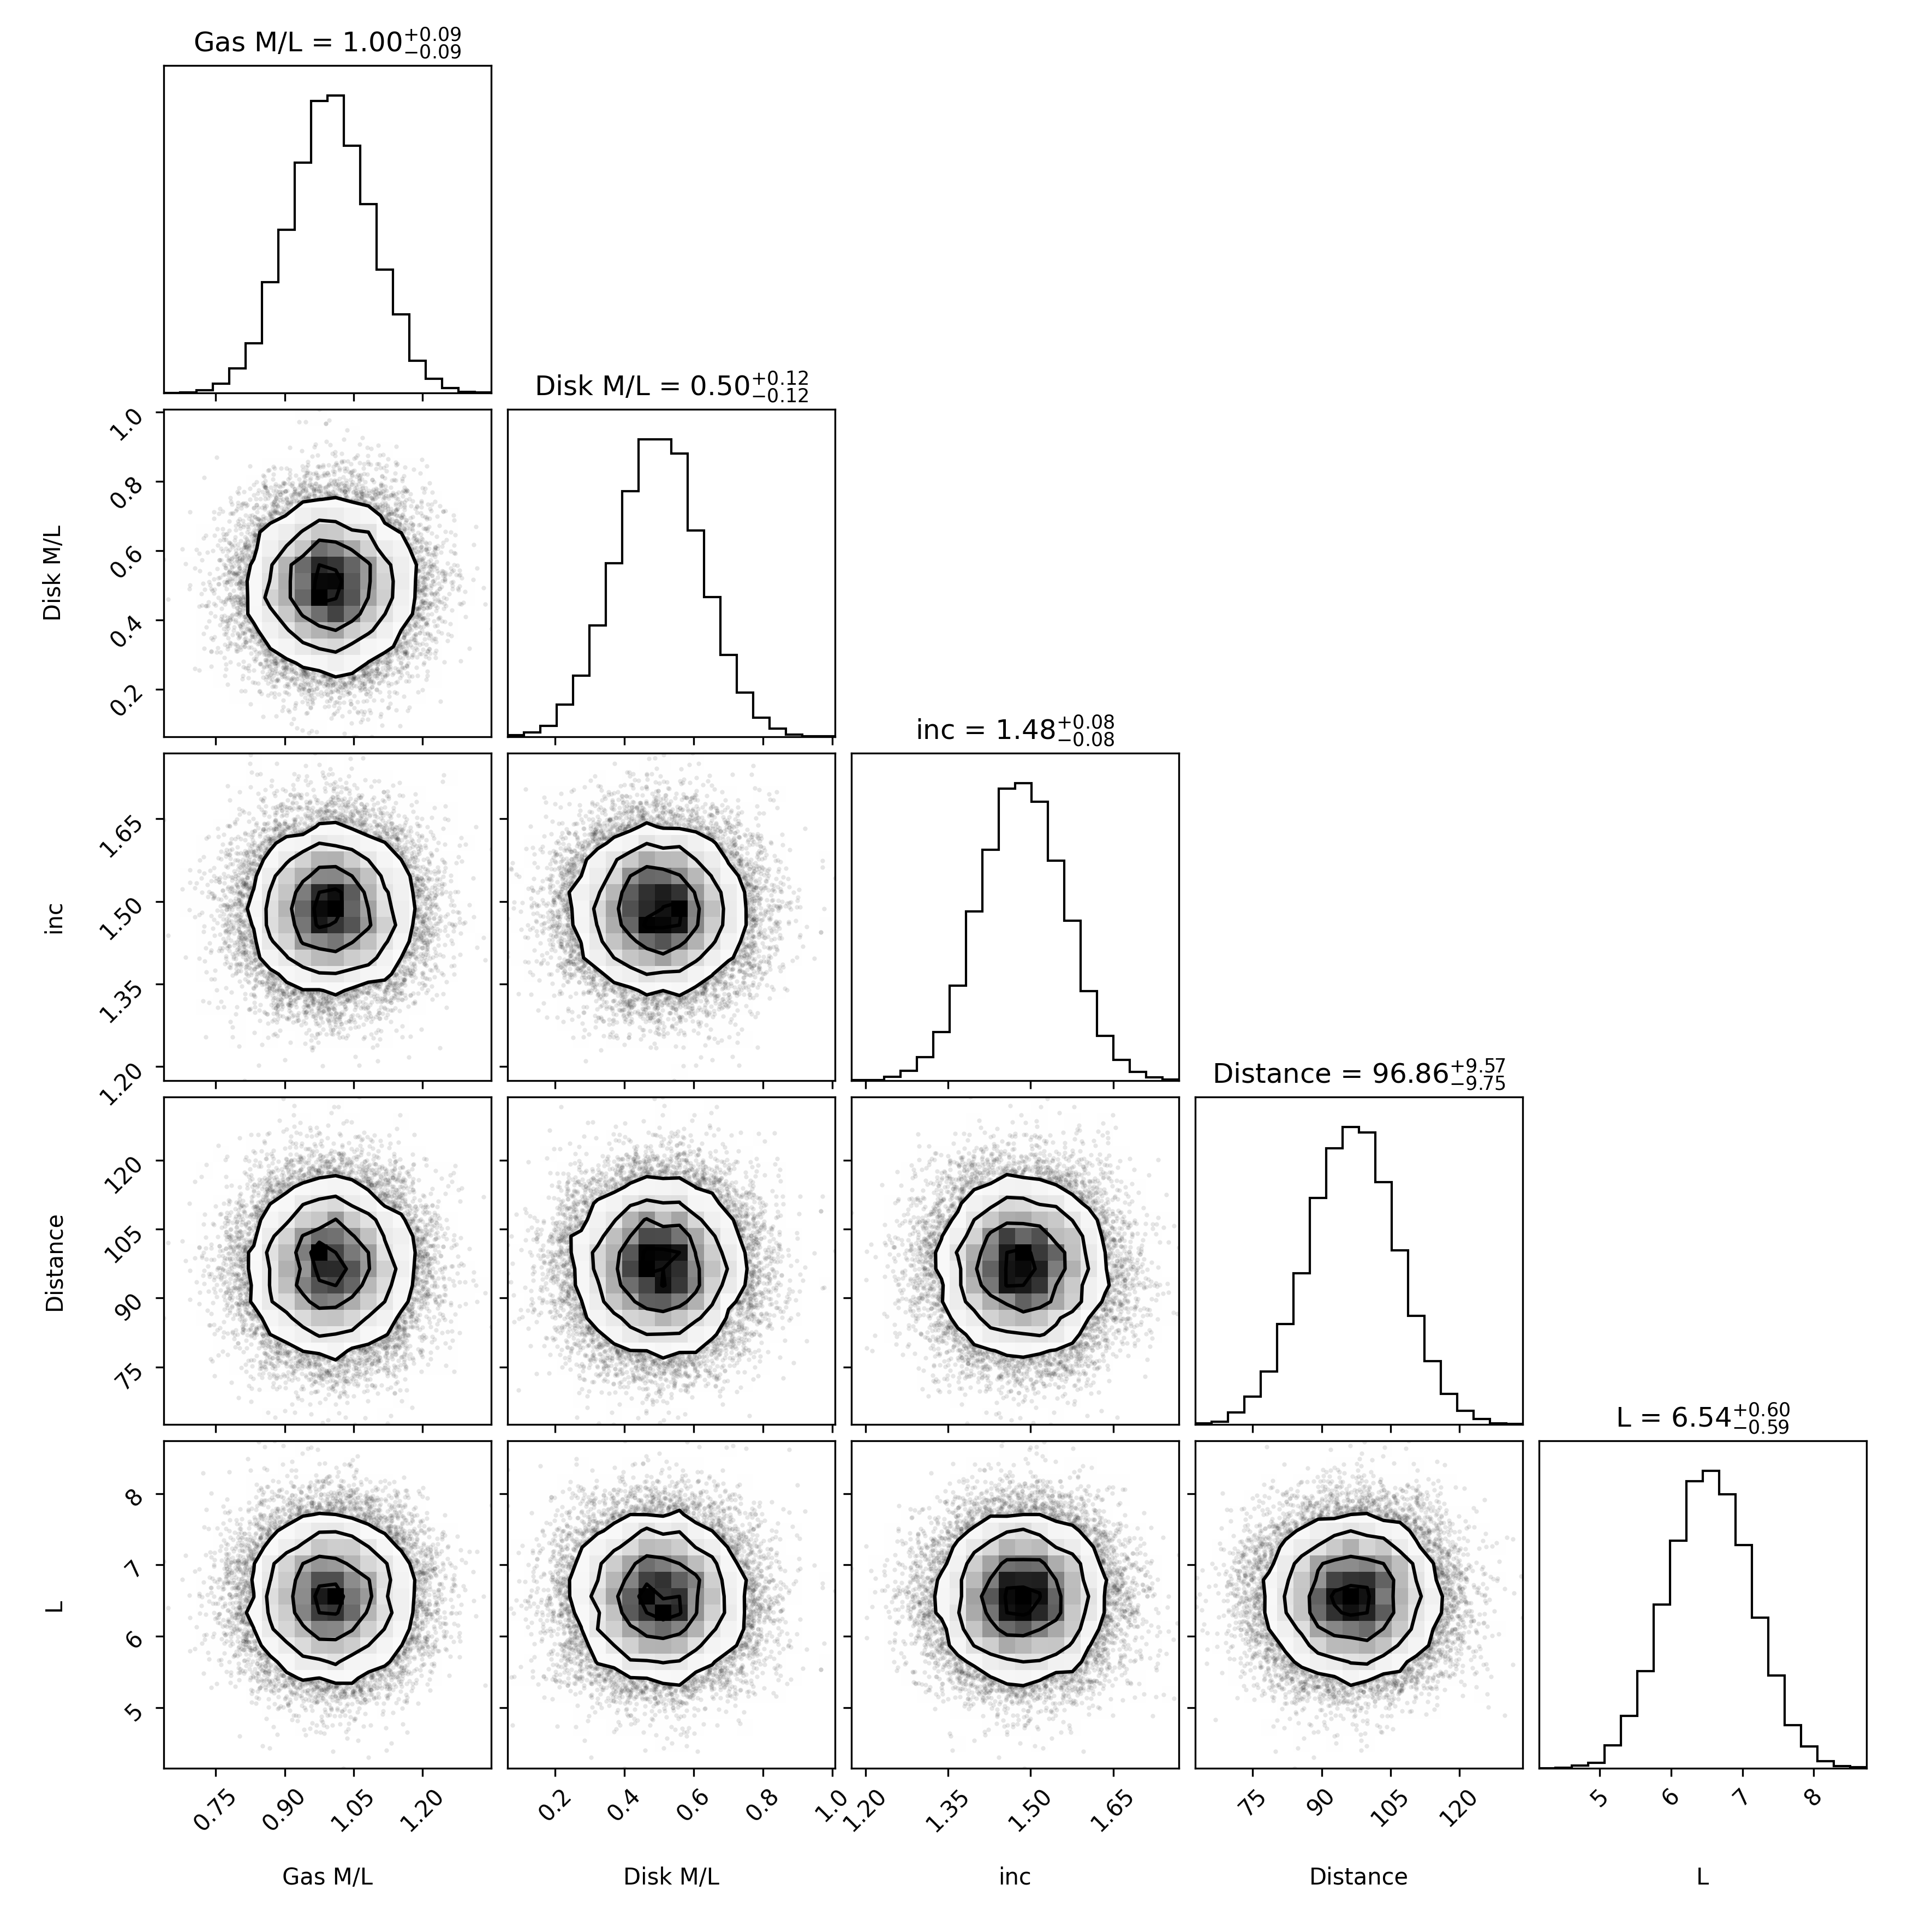 Gas M/L = 1.00 +0.09 −0.09
Disk M/L = 0.50 +0.12 −0.12
1.0
0.8
0.6
0.4
0.2
Disk M/L
inc = 1.48 +0.08 −0.08
1.65
1.50
1.35
1.20
inc
Distance = 96.86 +9.57 −9.75
120
105
90
75
Distance
L = 6.54 +0.60 −0.59
8
7
6
5
L
0.75 0.90 1.05 1.20 0.2 0.4 0.6 0.8 1.0 1.20 1.35 1.50 1.65 75 90 105 120 5 6 7 8
Gas M/L Disk M/L inc Distance L